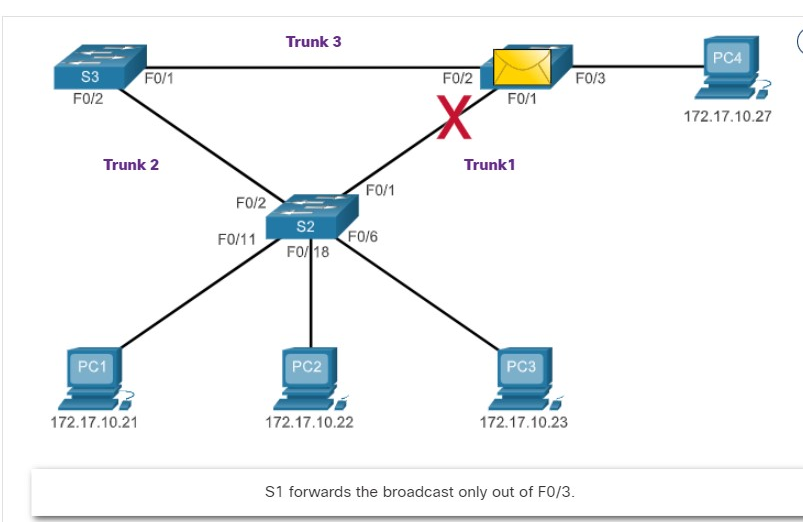 Trunk 3
S3
F0/1
F0/2
F0/3
PC4
F0/2
F0/1
172.17.10.27
Trunk 2
Trunk1
F0/1
F0/2
S2
F0/11
F0/18
F0/6
PC1
PC2
PC3
172.17.10.21
172.17.10.22
172.17.10.23
S1 forwards the broadcast only out of F0/3.